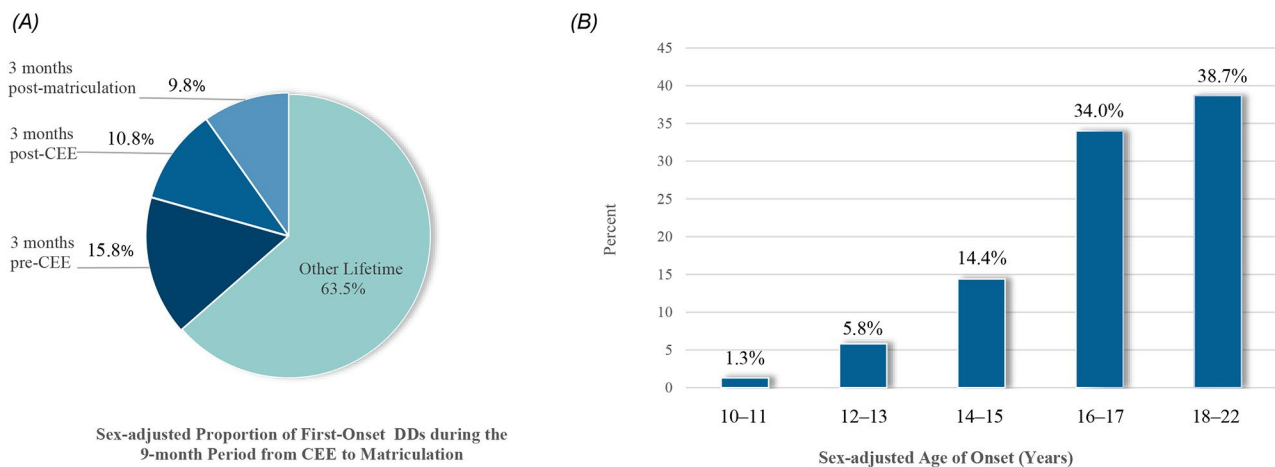 (A)
3 months
post-matriculation
9.8%
3 months
post-CEE
10.8%
3 months
pre-CEE
15.8%
Other Lifetime
63.5%
Sex-adjusted Proportion of First-Onset DDs during the
9-month Period from CEE to Matriculation
(B)
Percent
45
40
35
30
25
20
15
10
5
0
1.3%
5.8%
14.4%
34.0%
38.7%
10–11
12–13
14–15
16–17
18–22
Sex-adjusted Age of Onset (Years)